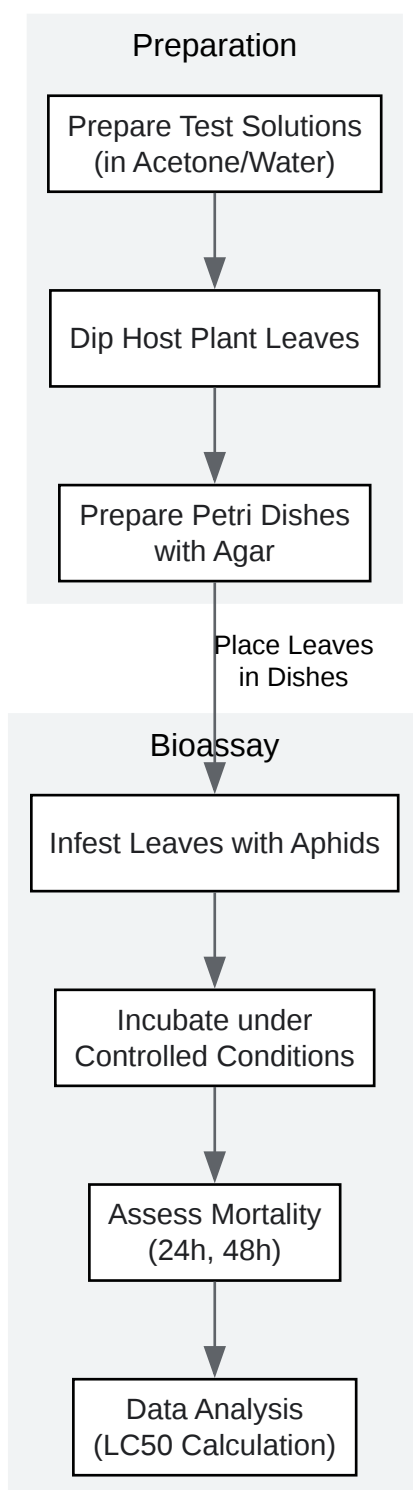 Preparation
Prepare Test Solutions
(in Acetone/Water)
Dip Host Plant Leaves
Prepare Petri Dishes
with Agar
Place Leaves
in Dishes
Bioassay
Infest Leaves with Aphids
Incubate under
Controlled Conditions
Assess Mortality
(24h, 48h)
Data Analysis
(LC50 Calculation)